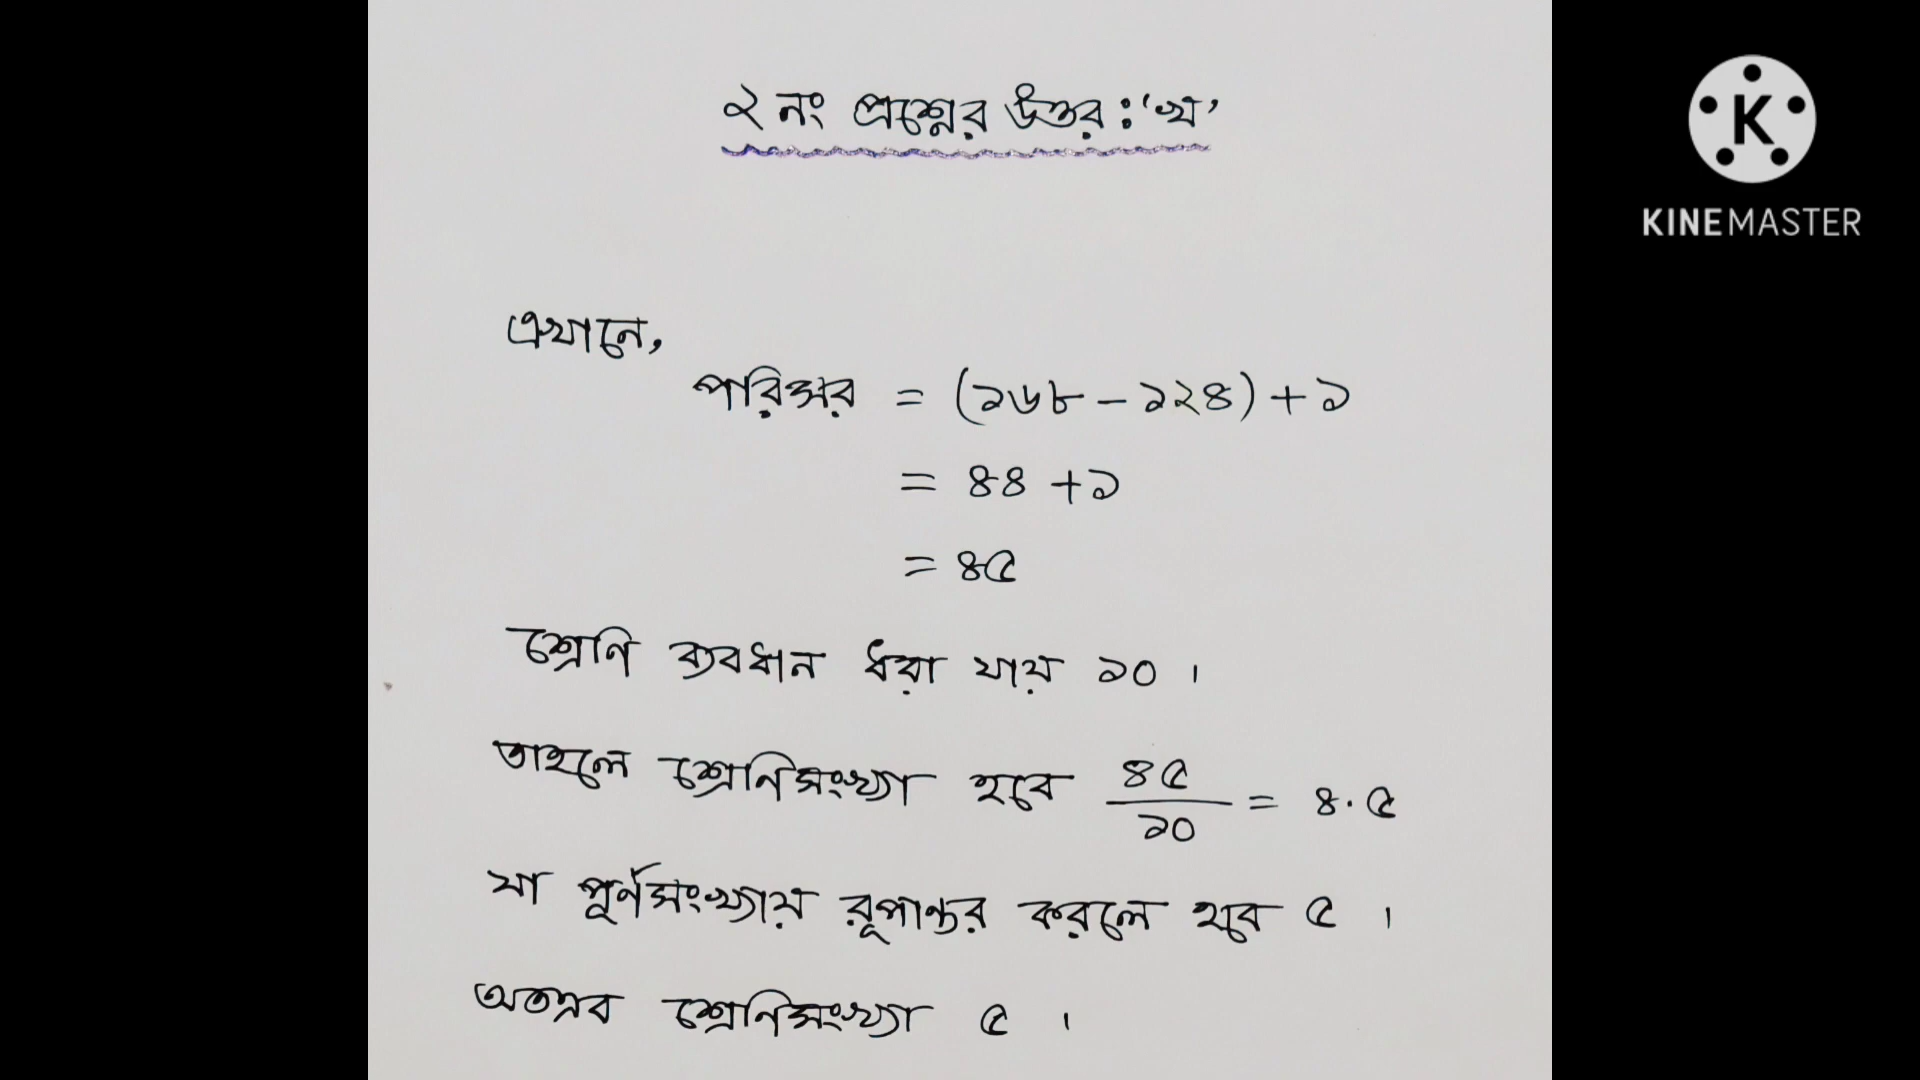 ২ নং প্রশ্নের উত্তর : 'খ'
K
KINEMASTER
এখানে,
পরিসর = (১৬৮ - ১২৪) + ১
= ৪৪ + ১
= ৪৫
শ্রেণি ব্যবধান ধরা যায় ১০ ।
তাহলে শ্রেণিসংখ্যা হবে ৪৫/১০ = ৪.৫
যা পূর্ণসংখ্যায় রূপান্তর করলে হবে ৫ ।
অতএব শ্রেণিসংখ্যা ৫ ।